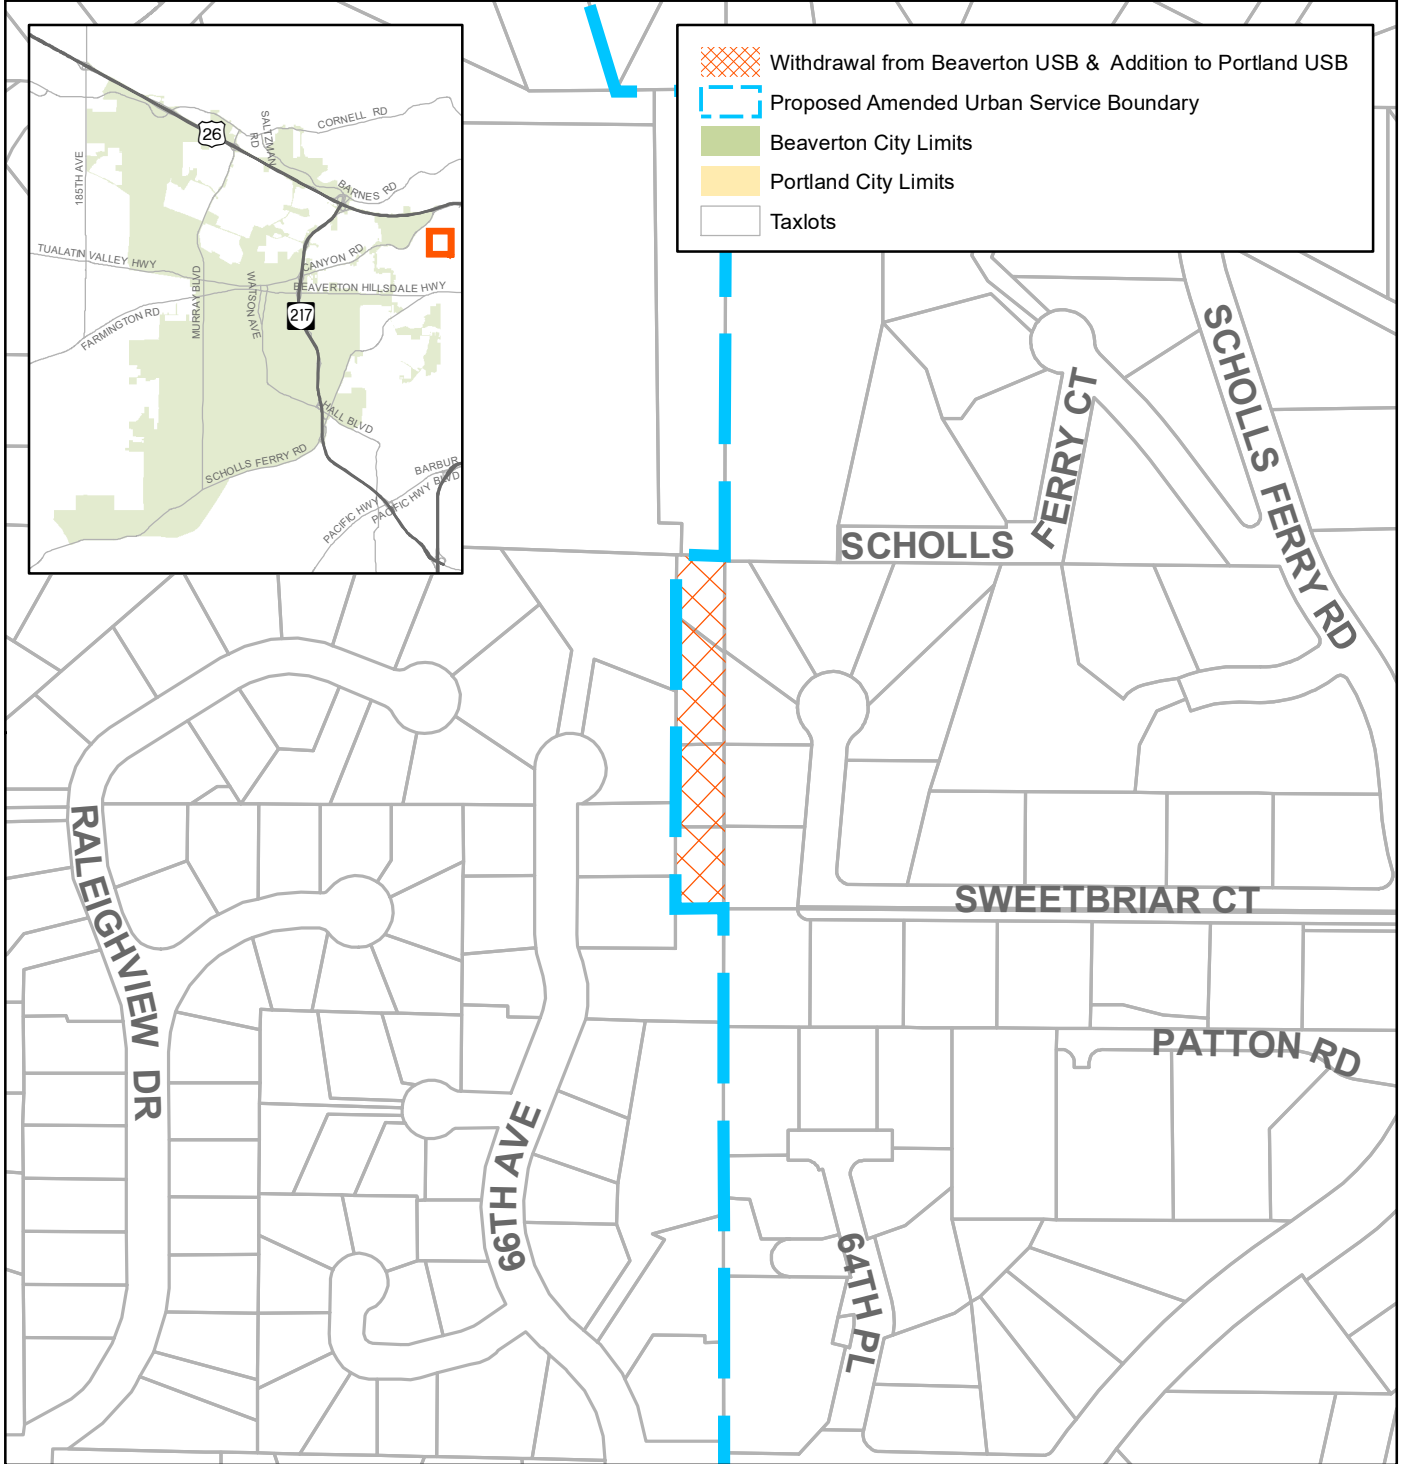 Withdrawal from Beaverton USB & Addition to Portland USB
Proposed Amended Urban Service Boundary
Beaverton City Limits
Portland City Limits
Taxlots
26
SALTZMAN
RD
CORNELL RD
185TH AVE
BARNES RD
TUALATIN VALLEY HWY
CANYON RD
MURRAY BLVD
WATSON AVE
BEAVERTON HILLSDALE HWY
217
FARMINGTON RD
HALL BLVD
SCHOLLS FERRY RD
BARBUR
BLVD
PACIFIC HWY
PACIFIC HWY
SCHOLLS FERRY RD
SCHOLLS
FERRY CT
RALEIGHVIEW DR
SWEETBRIAR CT
PATTON RD
69TH AVE
64TH PL